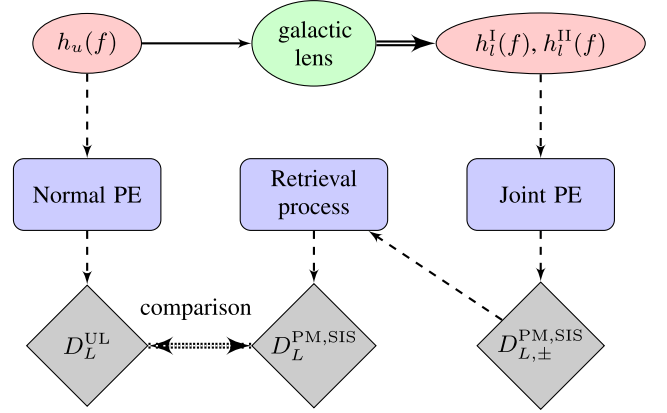 h_u(f)
galactic
lens
h_l^I(f), h_l^II(f)
Normal PE
Retrieval
process
Joint PE
comparison
D_L^UL
D_L^PM,SIS
D_L,±^PM,SIS